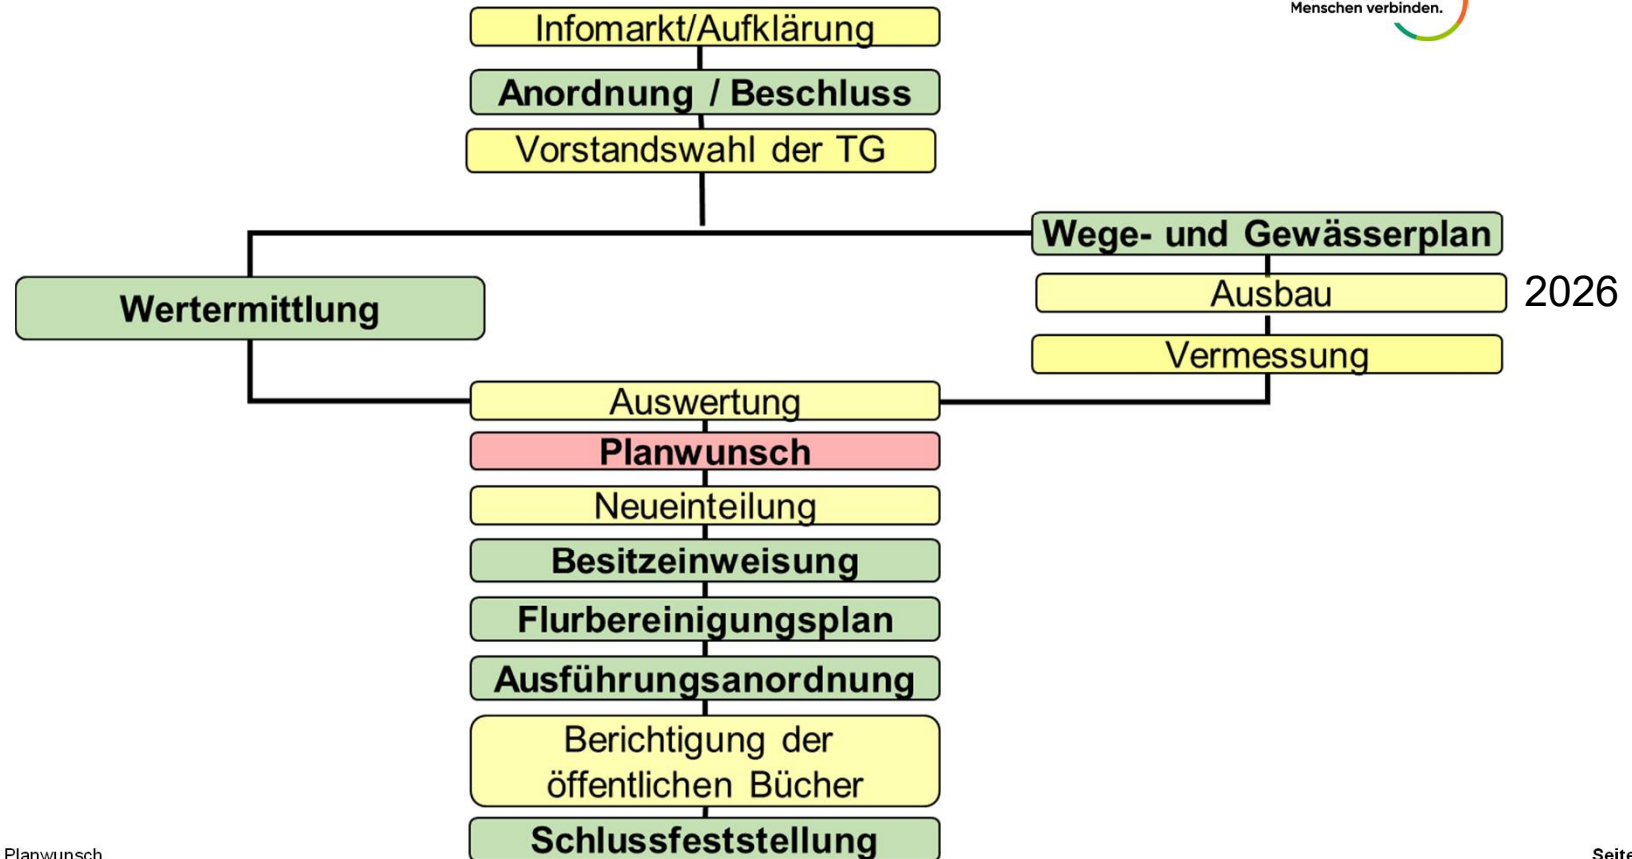 Menschen verbinden.
Infomarkt/Aufklärung
Anordnung / Beschluss
Vorstandswahl der TG
Wege- und Gewässerplan
Ausbau
2026
Wertermittlung
Vermessung
Auswertung
Planwunsch
Neueinteilung
Besitzeinweisung
Flurbereinigungsplan
Ausführungsanordnung
Berichtigung der
öffentlichen Bücher
Schlussfeststellung
Planwunsch
Seite